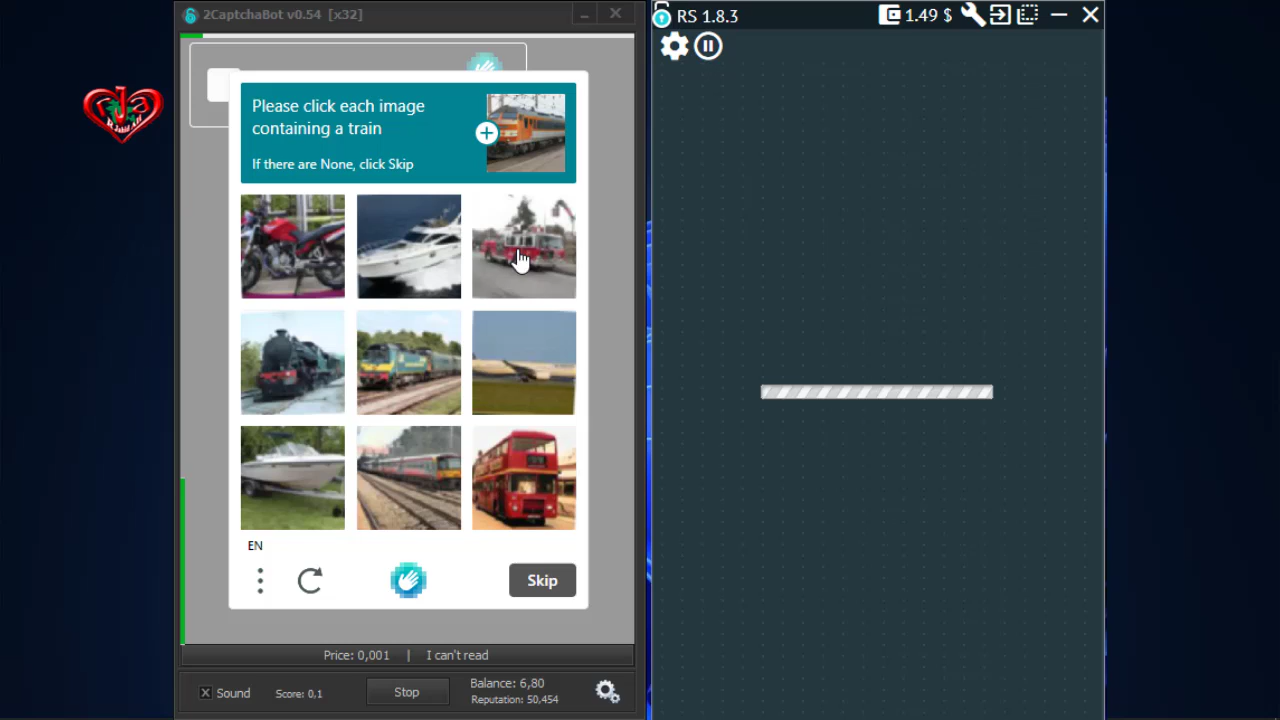 2CaptchaBot v0.54 [x32]
RS 1.8.3
1.49 $
Please click each image
containing a train
If there are None, click Skip
EN
Skip
Price: 0,001 | I can't read
Sound
Score: 0,1
Stop
Balance: 6,80
Reputation: 50,454